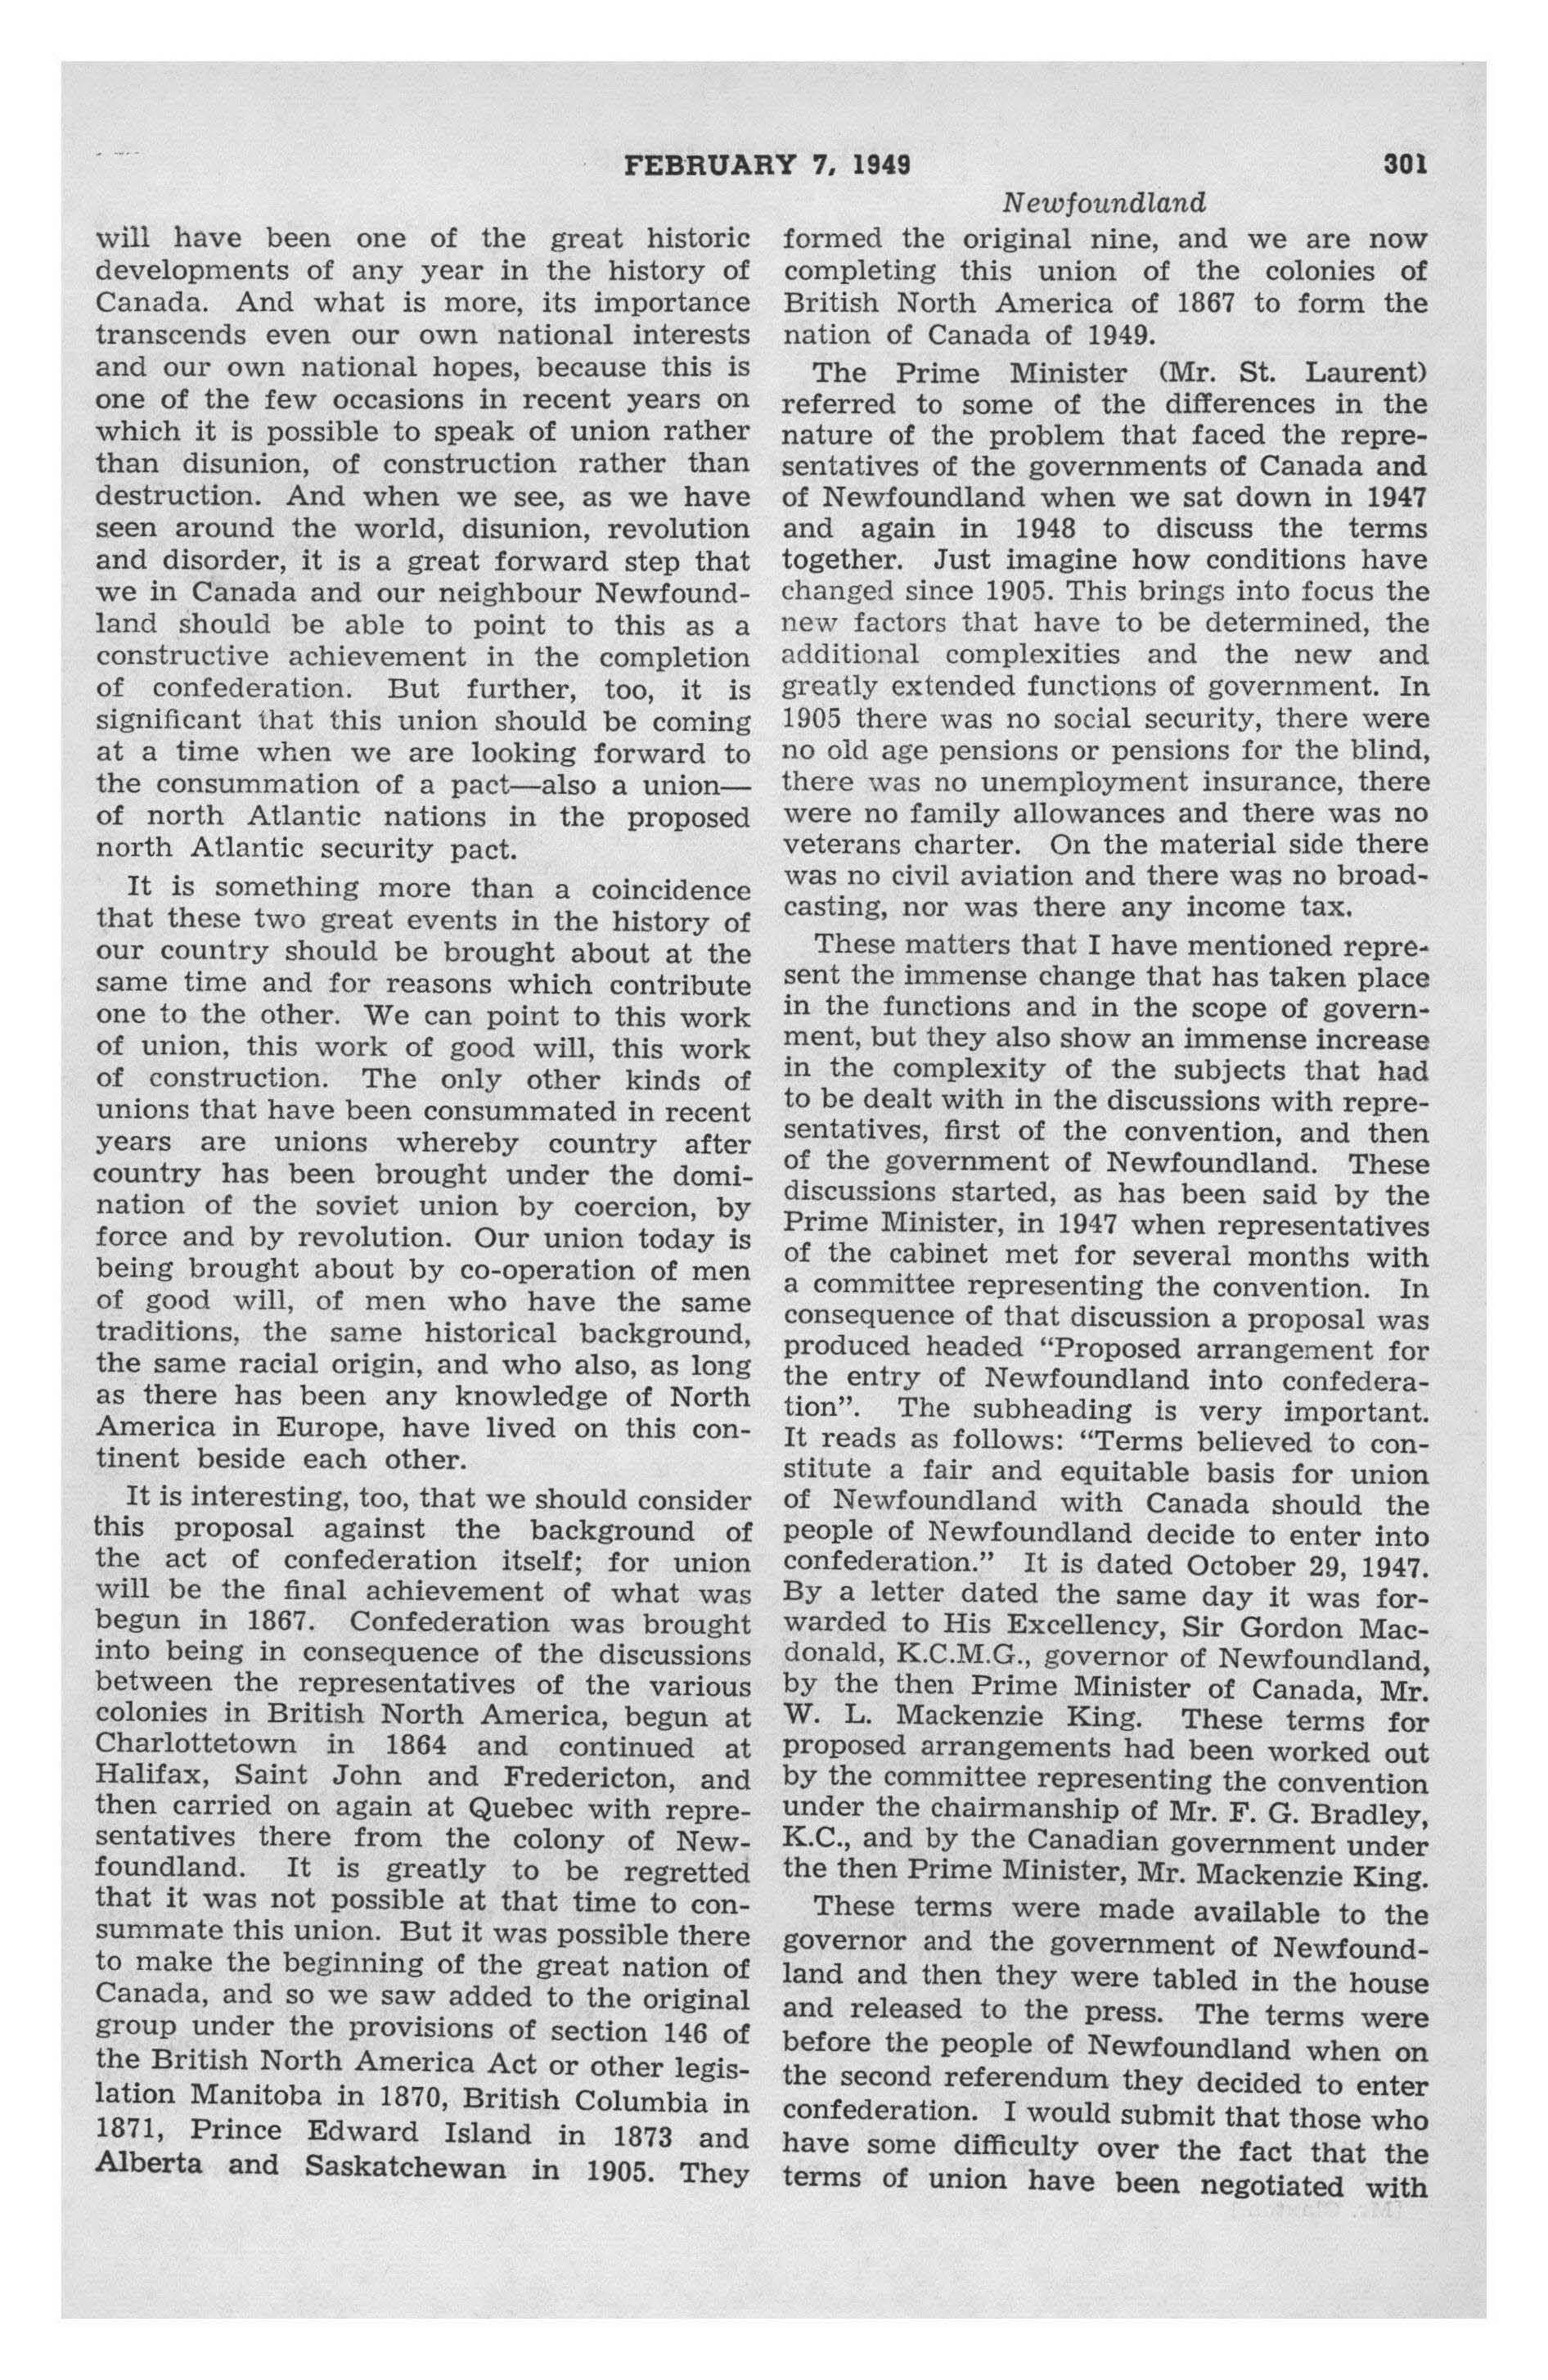 FEBRUARY 7, 1949 301
Newfoundland
will have been one of the great historic
developments of any year in the history of
Canada. And what is more, its importance
transcends even our own national interests
and our own national hopes, because this is
one of the few occasions in recent years on
which it is possible to speak of union rather
than disunion, of construction rather than
destruction. And when we see, as we have
seen around the world, disunion, revolution
and disorder, it is a great forward step that
we in Canada and our neighbour Newfound-
land should be able to point to this as a
constructive achievement in the completion
of confederation. But further, too, it is
significant that this union should be coming
at a time when we are looking forward to
the consummation of a pact—also a union—
of north Atlantic nations in the proposed
north Atlantic security pact.
It is something more than a coincidence
that these two great events in the history of
our country should be brought about at the
same time and for reasons which contribute
one to the other. We can point to this work
of union, this work of good will, this work
of construction. The only other kinds of
unions that have been consummated in recent
years are unions whereby country after
country has been brought under the domi-
nation of the soviet union by coercion, by
force and by revolution. Our union today is
being brought about by co-operation of men
of good will, of men who have the same
traditions, the same historical background,
the same racial origin, and who also, as long
as there has been any knowledge of North
America in Europe, have lived on this con-
tinent beside each other.
It is interesting, too, that we should consider
this proposal against the background of
the act of confederation itself; for union
will be the final achievement of what was
begun in 1867. Confederation was brought
into being in consequence of the discussions
between the representatives of the various
colonies in British North America, begun at
Charlottetown in 1864 and continued at
Halifax, Saint John and Fredericton, and
then carried on again at Quebec with repre-
sentatives there from the colony of New-
foundland. It is greatly to be regretted
that it was not possible at that time to con-
summate this union. But it was possible there
to make the beginning of the great nation of
Canada, and so we saw added to the original
group under the provisions of section 146 of
the British North America Act or other legis-
lation Manitoba in 1870, British Columbia in
1871, Prince Edward Island in 1873 and
Alberta and Saskatchewan in 1905. They
formed the original nine, and we are now
completing this union of the colonies of
British North America of 1867 to form the
nation of Canada of 1949.
The Prime Minister (Mr. St. Laurent)
referred to some of the differences in the
nature of the problem that faced the repre-
sentatives of the governments of Canada and
of Newfoundland when we sat down in 1947
and again in 1948 to discuss the terms
together. Just imagine how conditions have
changed since 1905. This brings into focus the
new factors that have to be determined, the
additional complexities and the new and
greatly extended functions of government. In
1905 there was no social security, there were
no old age pensions or pensions for the blind,
there was no unemployment insurance, there
were no family allowances and there was no
veterans charter. On the material side there
was no civil aviation and there was no broad-
casting, nor was there any income tax.
These matters that I have mentioned repre-
sent the immense change that has taken place
in the functions and in the scope of govern-
ment, but they also show an immense increase
in the complexity of the subjects that had
to be dealt with in the discussions with repre-
sentatives, first of the convention, and then
of the government of Newfoundland. These
discussions started, as has been said by the
Prime Minister, in 1947 when representatives
of the cabinet met for several months with
a committee representing the convention. In
consequence of that discussion a proposal was
produced headed “Proposed arrangement for
the entry of Newfoundland into confedera-
tion”. The subheading is very important.
It reads as follows: “Terms believed to con-
stitute a fair and equitable basis for union
of Newfoundland with Canada should the
people of Newfoundland decide to enter into
confederation.” It is dated October 29, 1947.
By a letter dated the same day it was for-
warded to His Excellency, Sir Gordon Mac-
donald, K.C.M.G., governor of Newfoundland,
by the then Prime Minister of Canada, Mr.
W. L. Mackenzie King. These terms for
proposed arrangements had been worked out
by the committee representing the convention
under the chairmanship of Mr. F. G. Bradley,
K.C., and by the Canadian government under
the then Prime Minister, Mr. Mackenzie King.
These terms were made available to the
governor and the government of Newfound-
land and then they were tabled in the house
and released to the press. The terms were
before the people of Newfoundland when on
the second referendum they decided to enter
confederation. I would submit that those who
have some difficulty over the fact that the
terms of union have been negotiated with